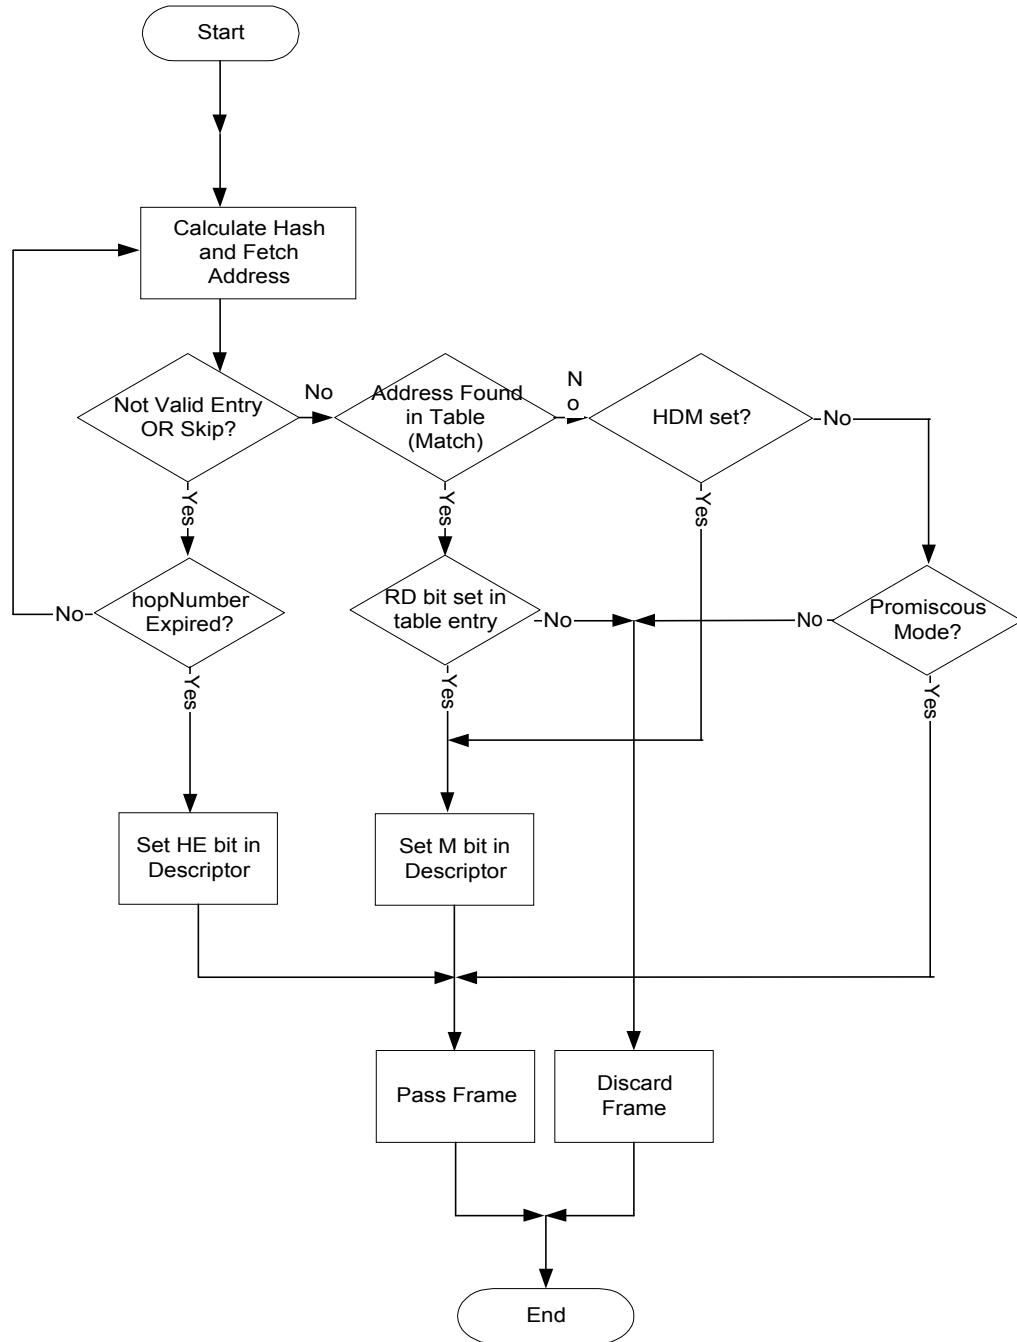 Start
Calculate Hash
and Fetch
Address
Not Valid Entry
OR Skip?
No
Address Found
in Table
(Match)
N
o
HDM set?
No
Yes
Yes
Yes
hopNumber
Expired?
No
RD bit set in
table entry
No
No
Promiscous
Mode?
Yes
Yes
Yes
Set HE bit in
Descriptor
Set M bit in
Descriptor
Pass Frame
Discard
Frame
End